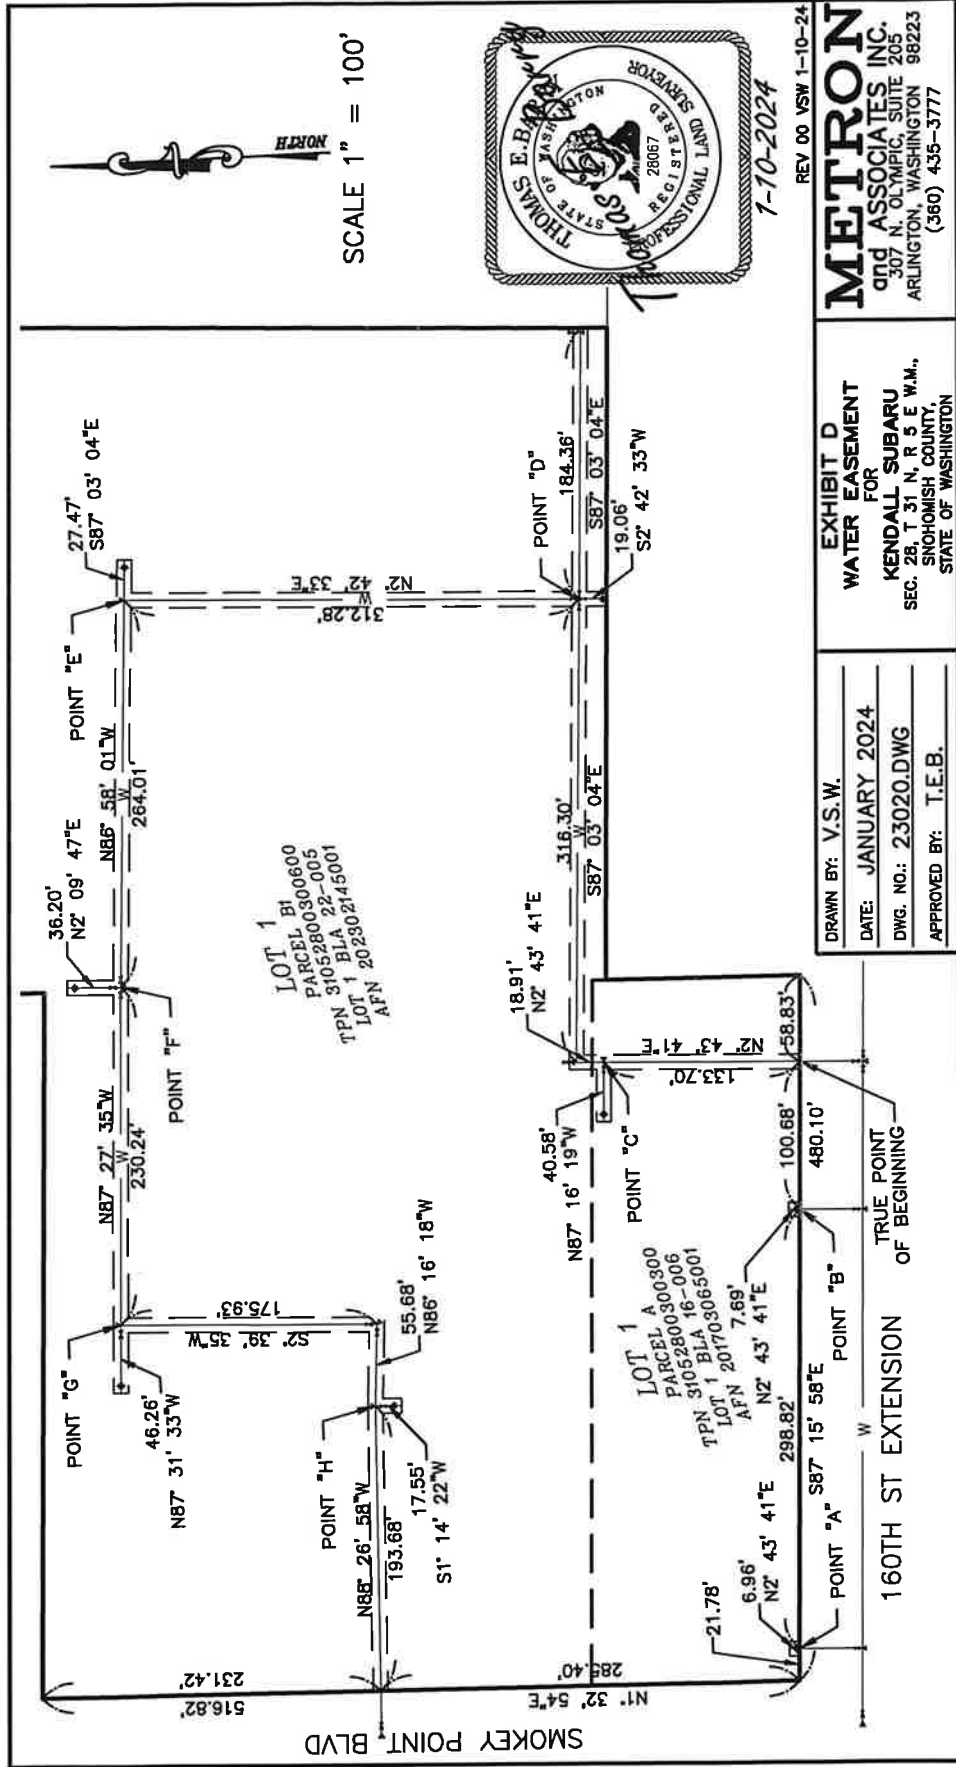 NORTH
SCALE 1" = 100'
THOMAS E. BARRY
STATE OF WASHINGTON
28067
REGISTERED
PROFESSIONAL LAND SURVEYOR
Thomas Barry
1-10-2024
REV 00 VSW 1-10-24
27.47'
S87° 03' 04"E
POINT "E"
N86° 58' 01"W
W
264.01'
36.20'
N2° 09' 47"E
POINT "F"
N87° 27' 35"W
W
230.24'
POINT "G"
46.26'
N87° 31' 33"W
S2° 39' 35"W
175.93'
55.68'
N86° 16' 18"W
POINT "H"
17.55'
S1° 14' 22"W
N88° 26' 58"W
193.68'
231.42'
516.82'
285.40'
N1° 32' 54"E
SMOKEY POINT BLVD
N2° 42' 33"E
W
312.28'
POINT "D"
184.36'
S87° 03' 04"E
19.06'
S2° 42' 33"W
316.30'
W
S87° 03' 04"E
18.91'
N2° 43' 41"E
40.58'
N87° 16' 19"W
POINT "C"
N2° 43' 41"E
133.70'
LOT 1
PARCEL B1
PARCEL 00300600
TPN 31052800300600
LOT 1 BLA 22-005
AFN 202302145001
LOT 1
PARCEL A
TPN 31052800300300
LOT 1 BLA 16-006
AFN 201703065001
7.69'
N2° 43' 41"E
POINT "B"
58.83'
100.68'
480.10'
TRUE POINT
OF BEGINNING
298.82'
S87° 15' 58"E
W
21.78'
6.96'
N2° 43' 41"E
POINT "A"
160TH ST EXTENSION
DRAWN BY: V.S.W.
DATE: JANUARY 2024
DWG. NO.: 23020.DWG
APPROVED BY: T.E.B.
EXHIBIT D
WATER EASEMENT
FOR
KENDALL SUBARU
SEC. 28, T 31 N, R 5 E W.M.,
SNOHOMISH COUNTY,
STATE OF WASHINGTON
METRON
and ASSOCIATES INC.
307 N. OLYMPIC, SUITE 205
ARLINGTON, WASHINGTON 98223
(360) 435-3777